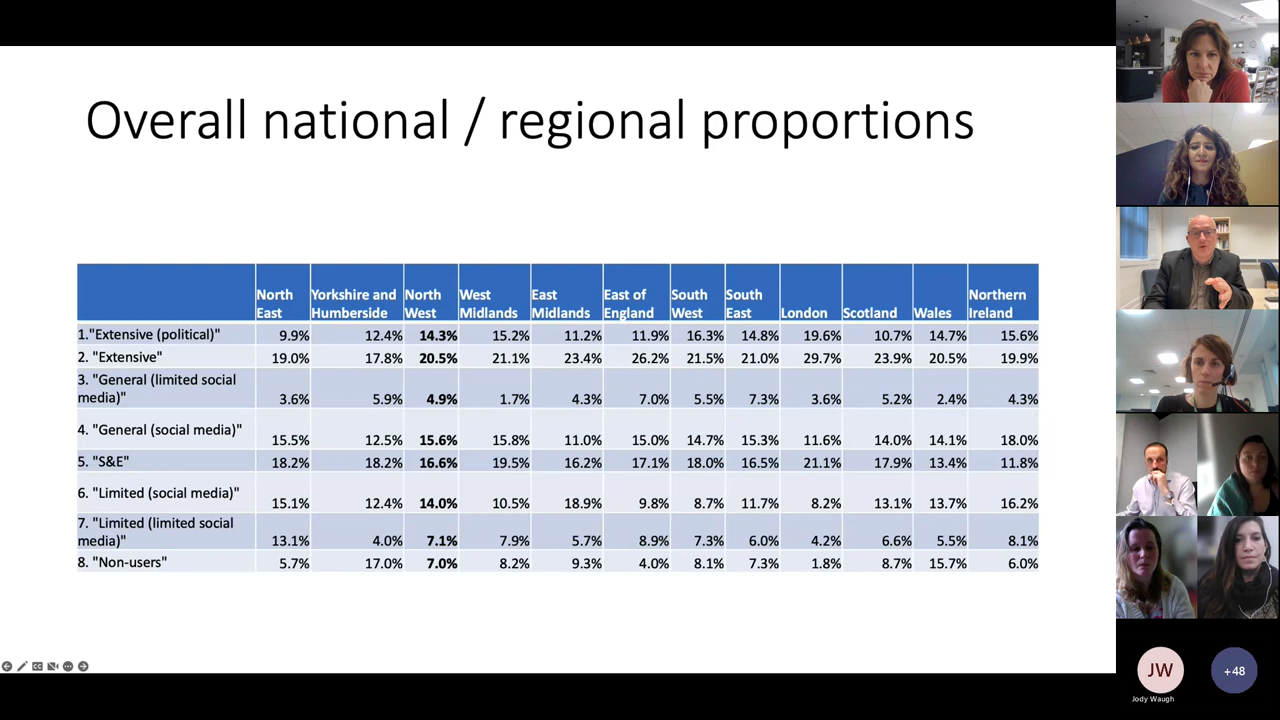 Overall national / regional proportions
North East Yorkshire and Humberside North West West Midlands East Midlands East of England South West South East London Scotland Wales Northern Ireland
1."Extensive (political)" 9.9% 12.4% 14.3% 15.2% 11.2% 11.9% 16.3% 14.8% 19.6% 10.7% 14.7% 15.6%
2. "Extensive" 19.0% 17.8% 20.5% 21.1% 23.4% 26.2% 21.5% 21.0% 29.7% 23.9% 20.5% 19.9%
3. "General (limited social media)" 3.6% 5.9% 4.9% 1.7% 4.3% 7.0% 5.5% 7.3% 3.6% 5.2% 2.4% 4.3%
4. "General (social media)" 15.5% 12.5% 15.6% 15.8% 11.0% 15.0% 14.7% 15.3% 11.6% 14.0% 14.1% 18.0%
5. "S&E" 18.2% 18.2% 16.6% 19.5% 16.2% 17.1% 18.0% 16.5% 21.1% 17.9% 13.4% 11.8%
6. "Limited (social media)" 15.1% 12.4% 14.0% 10.5% 18.9% 9.8% 8.7% 11.7% 8.2% 13.1% 13.7% 16.2%
7. "Limited (limited social media)" 13.1% 4.0% 7.1% 7.9% 5.7% 8.9% 7.3% 6.0% 4.2% 6.6% 5.5% 8.1%
8. "Non-users" 5.7% 17.0% 7.0% 8.2% 9.3% 4.0% 8.1% 7.3% 1.8% 8.7% 15.7% 6.0%
JW
Jody Waugh
+48